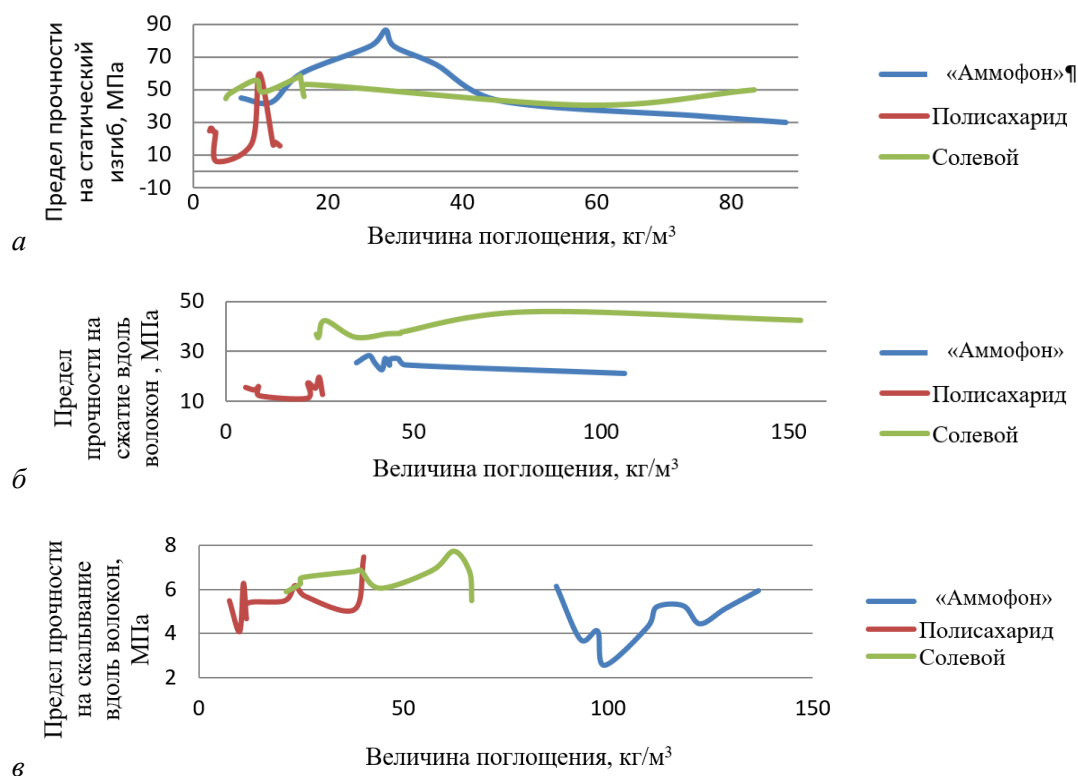 Предел прочности
на статический
изгиб, МПа
90
70
50
30
10
-10
0 20 40 60 80
Величина поглощения, кг/м³
«Аммофон»¶
Полисахарид
Солевой
а
Предел
прочности на
сжатие вдоль
волокон , МПа
50
30
10
0 50 100 150
Величина поглощения, кг/м³
«Аммофон»
Полисахарид
Солевой
б
Предел прочности
на скалывание
вдоль волокон,
МПа
8
6
4
2
0 50 100 150
Величина поглощения, кг/м³
«Аммофон»
Полисахарид
Солевой
в